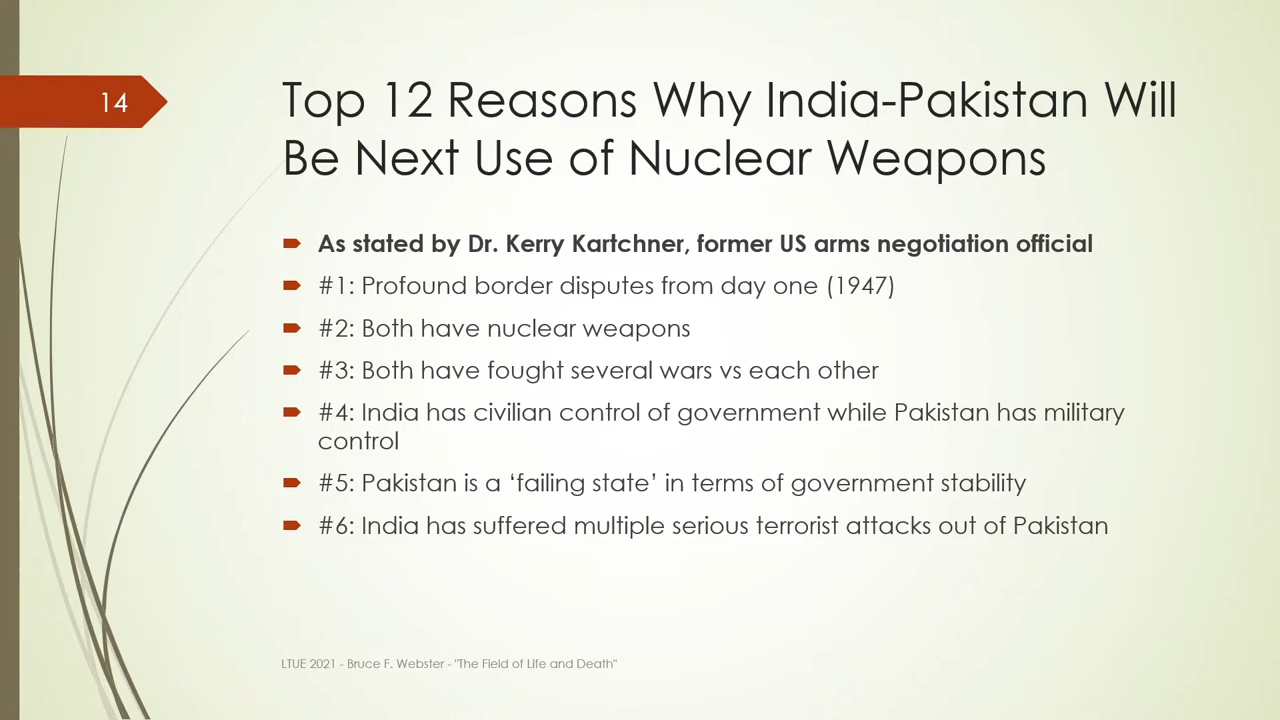 14
Top 12 Reasons Why India-Pakistan Will
Be Next Use of Nuclear Weapons
As stated by Dr. Kerry Kartchner, former US arms negotiation official
#1: Profound border disputes from day one (1947)
#2: Both have nuclear weapons
#3: Both have fought several wars vs each other
#4: India has civilian control of government while Pakistan has military
control
#5: Pakistan is a ‘failing state’ in terms of government stability
#6: India has suffered multiple serious terrorist attacks out of Pakistan
LTUE 2021 - Bruce F. Webster - "The Field of Life and Death"